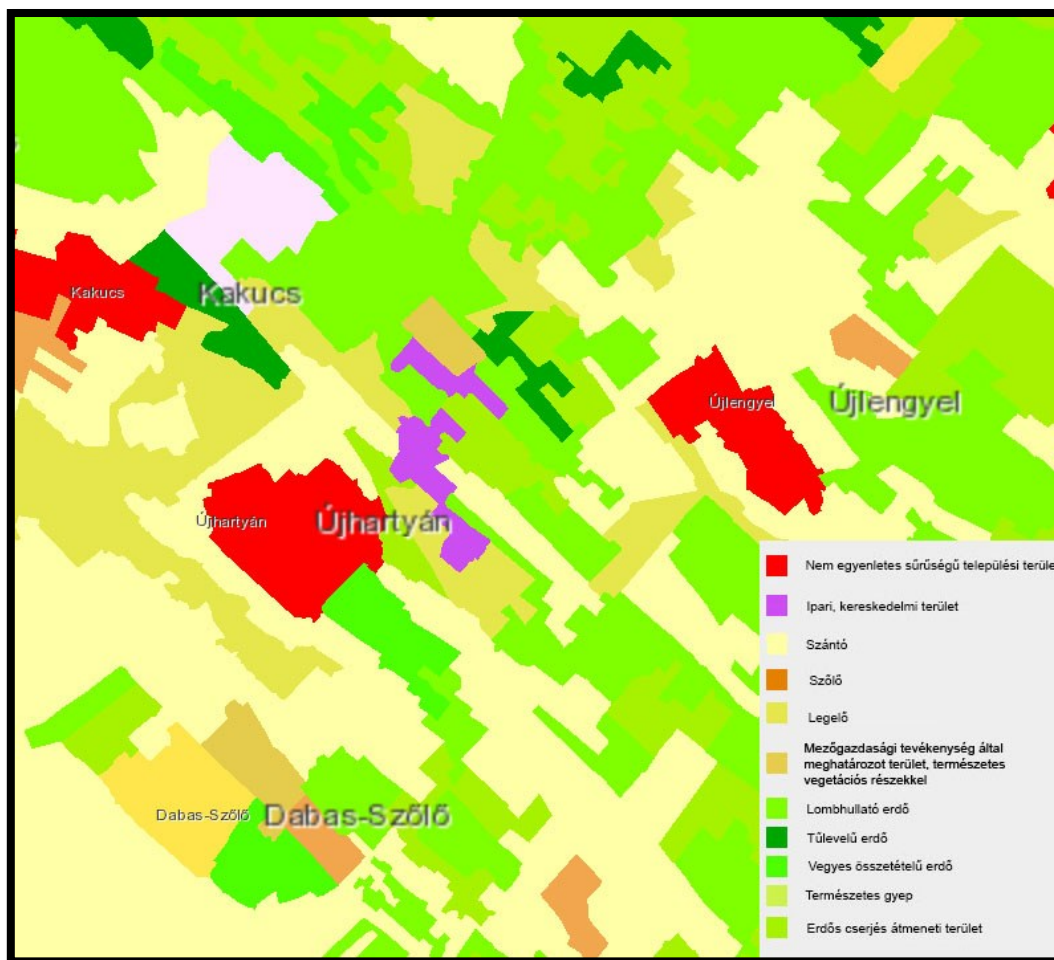 Kakucs
Kakucs
Újlengyel
Újlengyel
Újhartyán
Újhartyán
Dabas-Szőlő
Dabas-Szőlő
Nem egyenletes sűrűségű települési terüle
Ipari, kereskedelmi terület
Szántó
Szőlő
Legelő
Mezőgazdasági tevékenység által
meghatározot terület, természetes
vegetációs részekkel
Lombhullató erdő
Tűlevelű erdő
Vegyes összetételű erdő
Természetes gyep
Erdős cserjés átmeneti terület